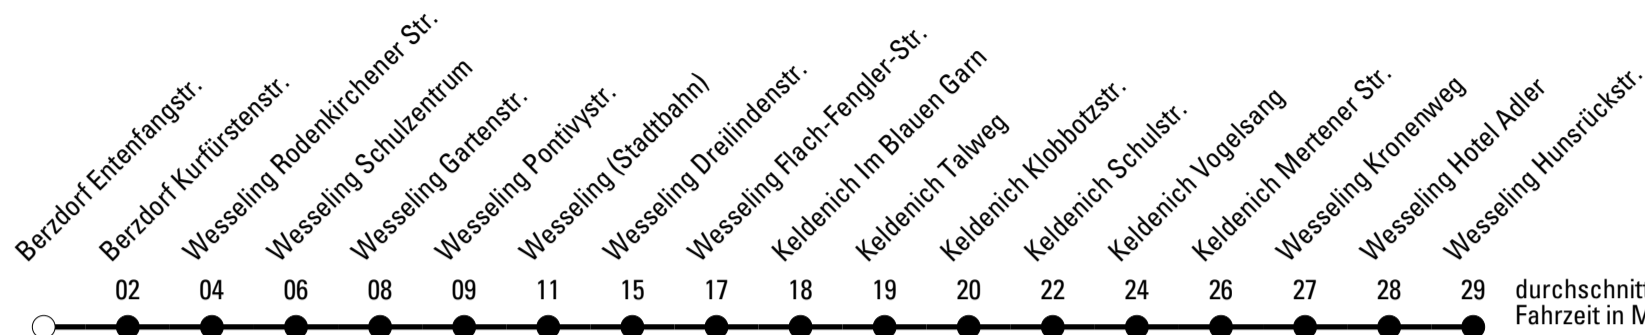 Berzdorf Entenfangstr.
Berzdorf Kurfürstenstr.
Wesseling Rodenkirchener Str.
Wesseling Schulzentrum
Wesseling Gartenstr.
Wesseling Pontivystr.
Wesseling (Stadtbahn)
Wesseling Dreilindenstr.
Wesseling Flach-Fengler-Str.
Keldenich Im Blauen Garn
Keldenich Talweg
Keldenich Klobbotzstr.
Keldenich Schulstr.
Keldenich Vogelsang
Keldenich Mertener Str.
Wesseling Kronenweg
Wesseling Hotel Adler
Wesseling Hunsrückstr.
02 04 06 08 09 11 15 17 18 19 20 22 24 26 27 28 29
durchschnitt
Fahrzeit in M